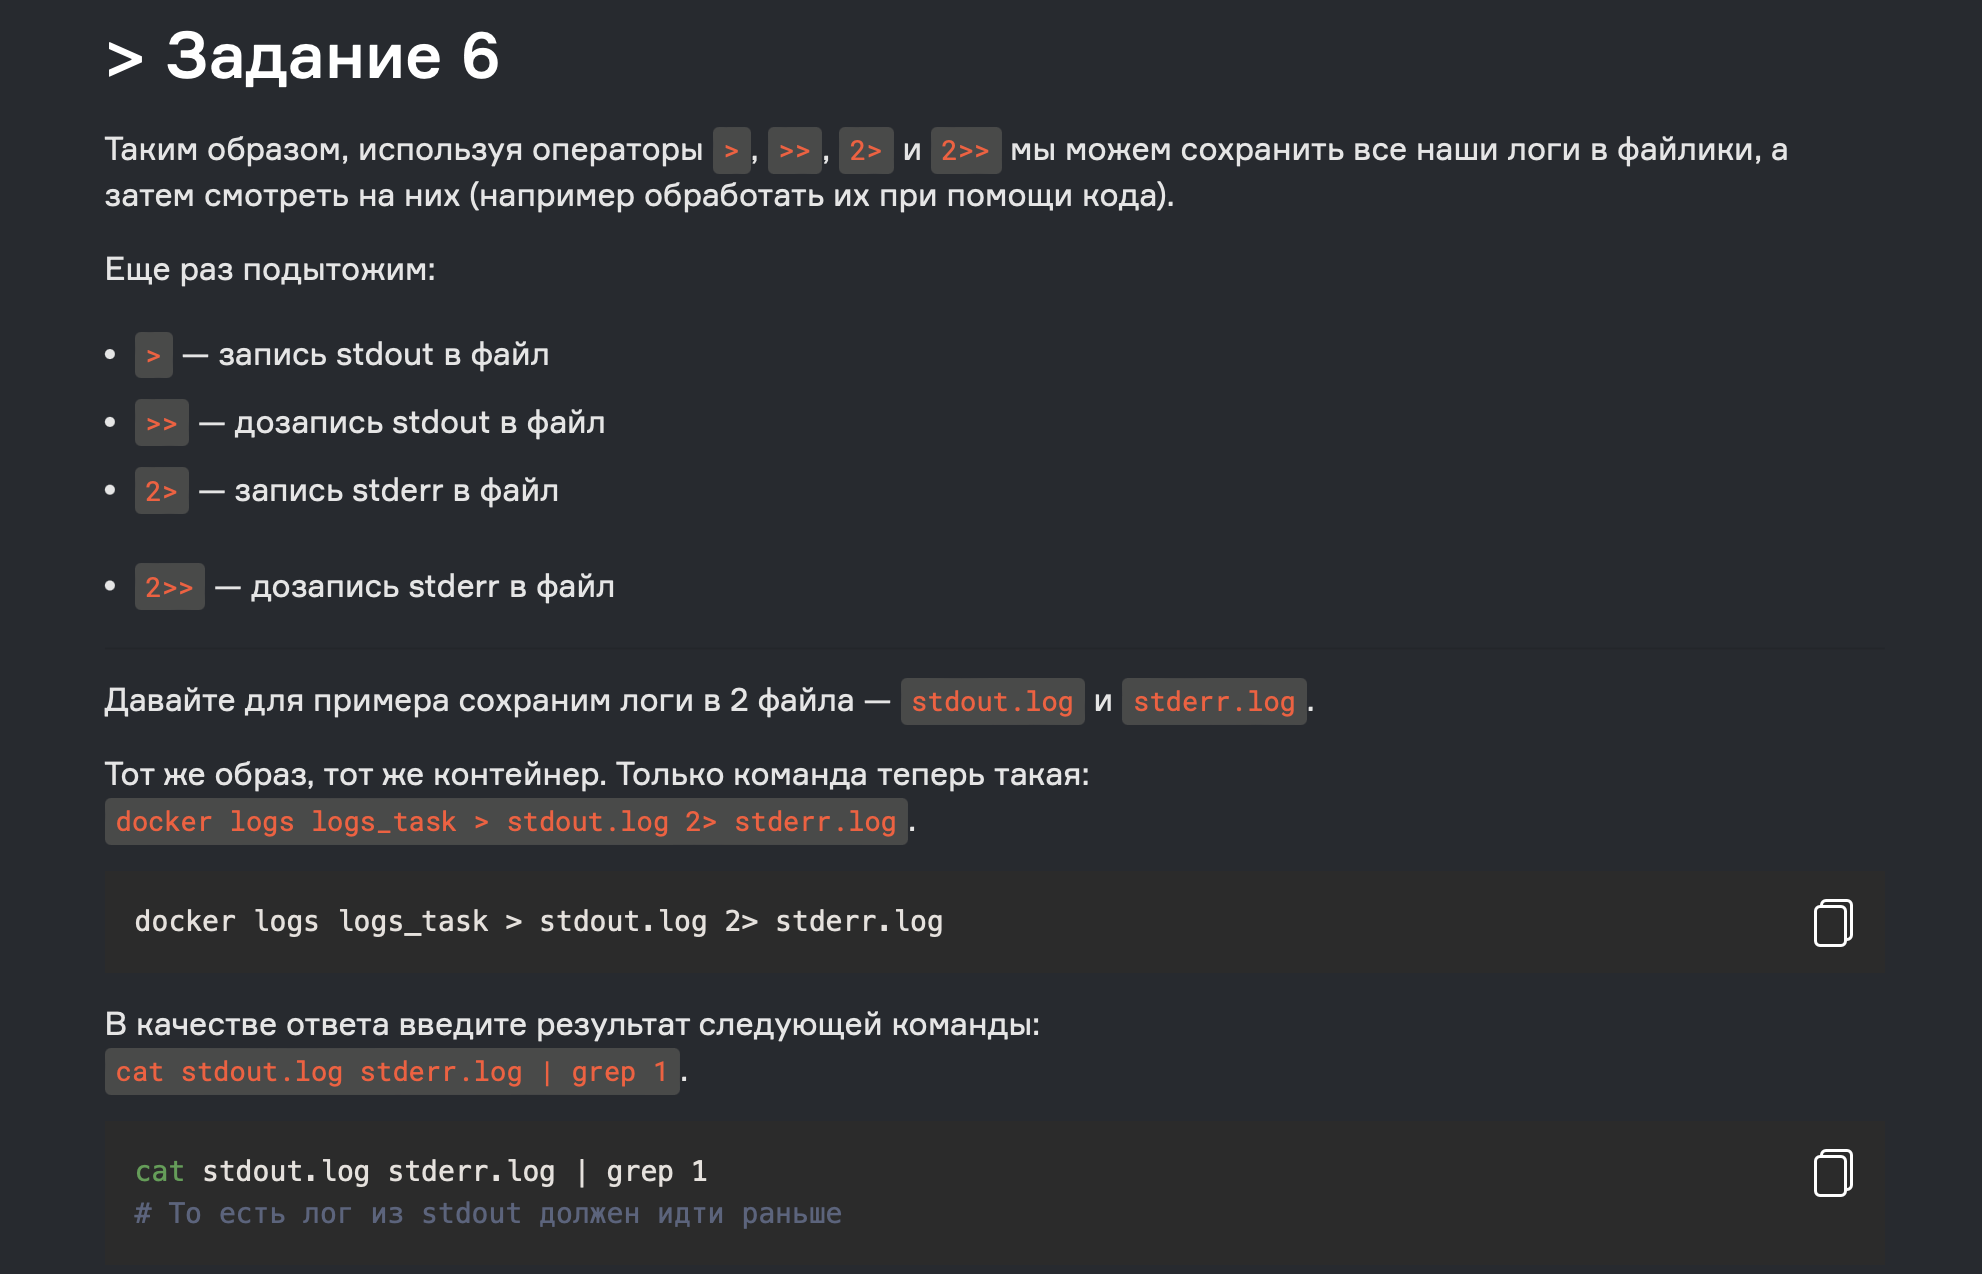 > Задание 6
Таким образом, используя операторы >, >>, 2> и 2>> мы можем сохранить все наши логи в файлики, а
затем смотреть на них (например обработать их при помощи кода).
Еще раз подытожим:
• > — запись stdout в файл
• >> — дозапись stdout в файл
• 2> — запись stderr в файл
• 2>> — дозапись stderr в файл
Давайте для примера сохраним логи в 2 файла — stdout.log и stderr.log.
Тот же образ, тот же контейнер. Только команда теперь такая:
docker logs logs_task > stdout.log 2> stderr.log.
docker logs logs_task > stdout.log 2> stderr.log
В качестве ответа введите результат следующей команды:
cat stdout.log stderr.log | grep 1.
cat stdout.log stderr.log | grep 1
# То есть лог из stdout должен идти раньше